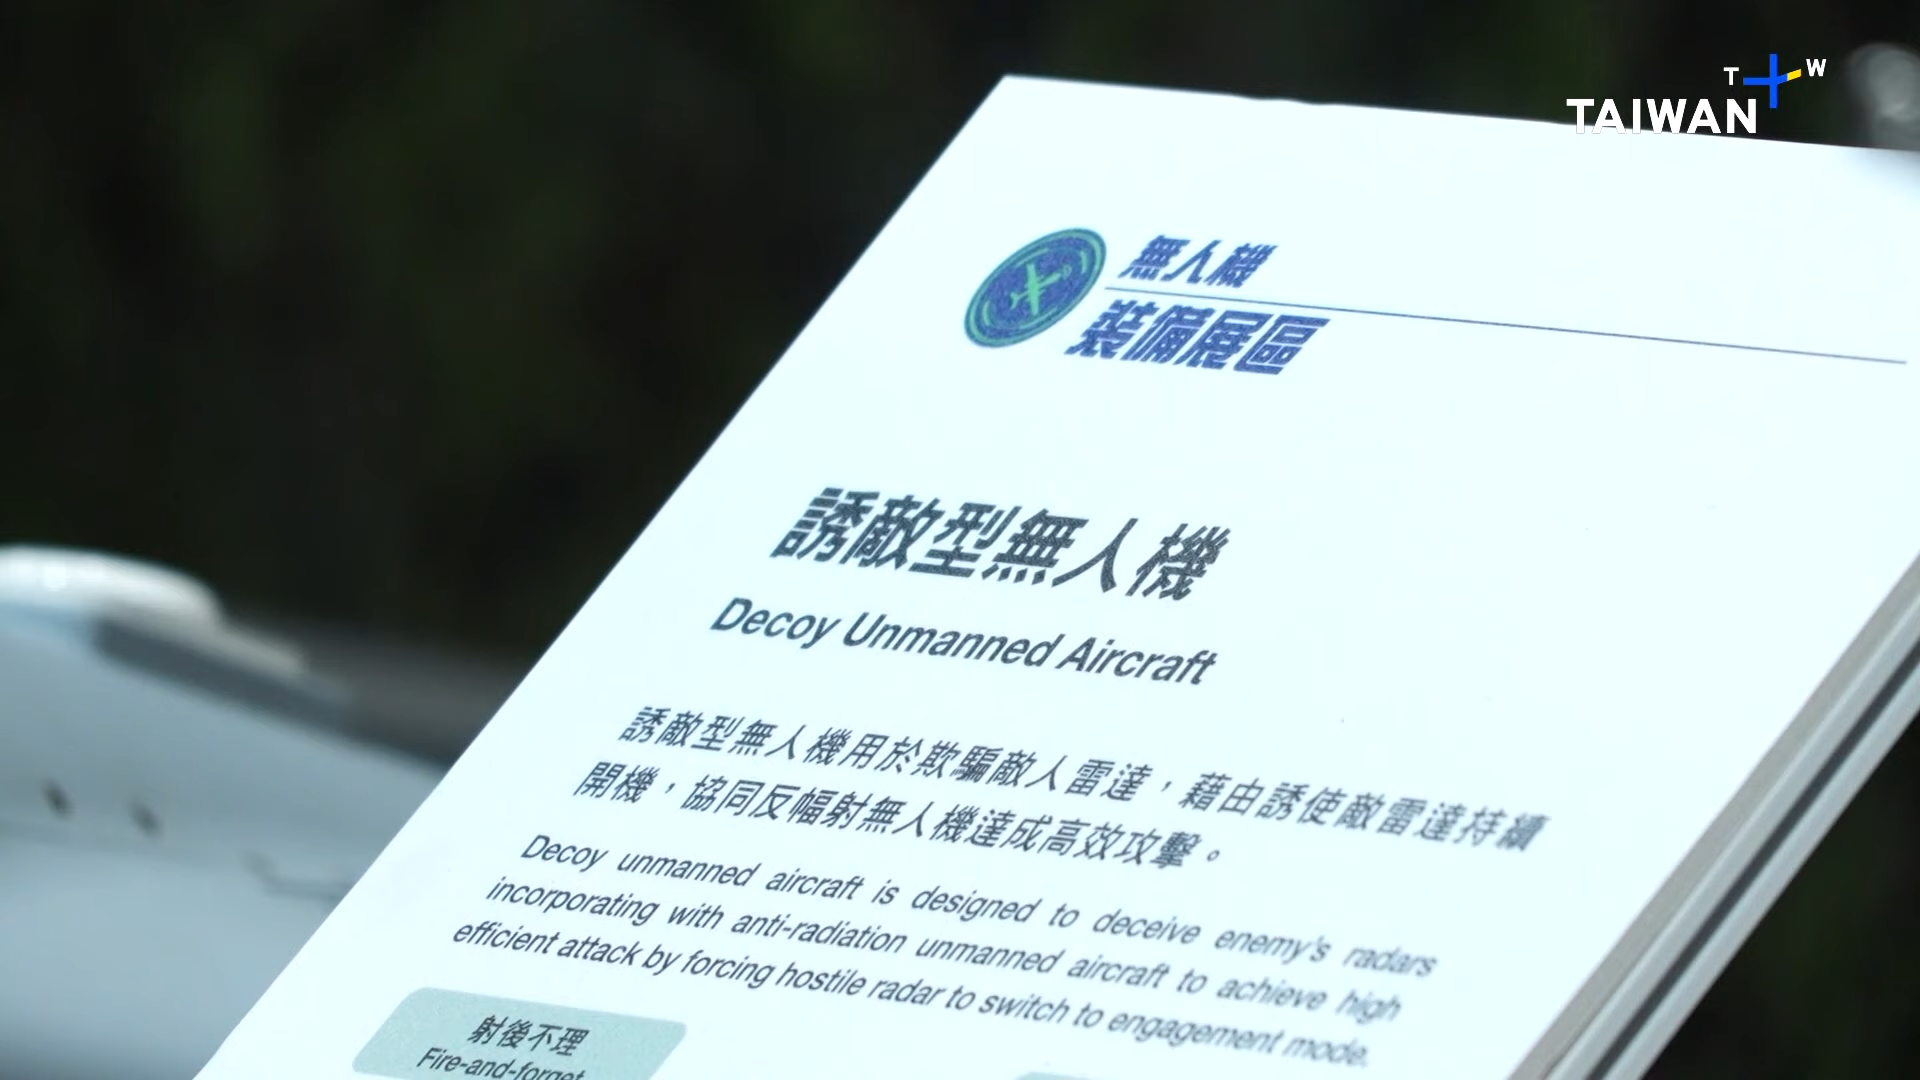 T W
TAIWAN
無人機
裝備展區
誘敵型無人機
Decoy Unmanned Aircraft
誘敵型無人機用於欺騙敵人雷達，藉由誘使敵雷達持續
開機，協同反幅射無人機達成高效攻擊。
Decoy unmanned aircraft is designed to deceive enemy's radars
incorporating with anti-radiation unmanned aircraft to achieve high
efficient attack by forcing hostile radar to switch to engagement mode.
射後不理
Fire-and-forget